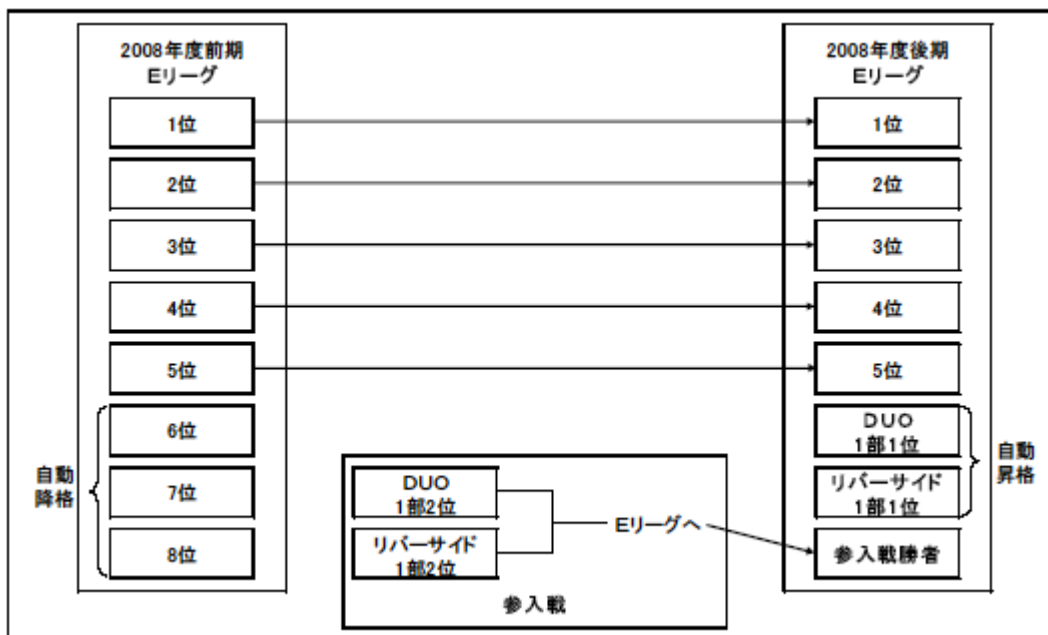 2008年度前期
Eリーグ
1位
2位
3位
4位
5位
6位
7位
8位
自動
降格
DUO
1部2位
リバーサイド
1部2位
Eリーグへ
参入戦
2008年度後期
Eリーグ
1位
2位
3位
4位
5位
DUO
1部1位
リバーサイド
1部1位
参入戦勝者
自動
昇格